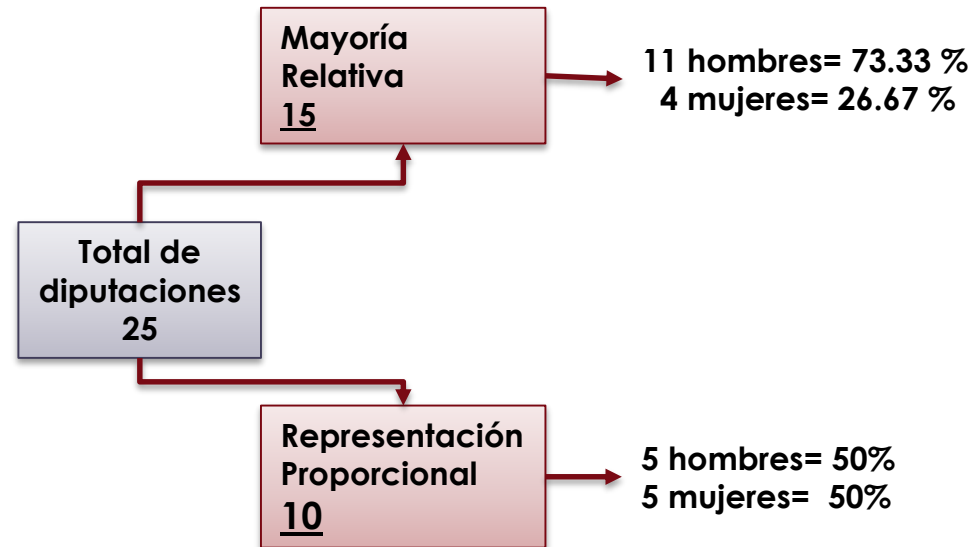 Mayoría
Relativa
15
11 hombres= 73.33 %
4 mujeres= 26.67 %
Total de
diputaciones
25
Representación
Proporcional
10
5 hombres= 50%
5 mujeres= 50%